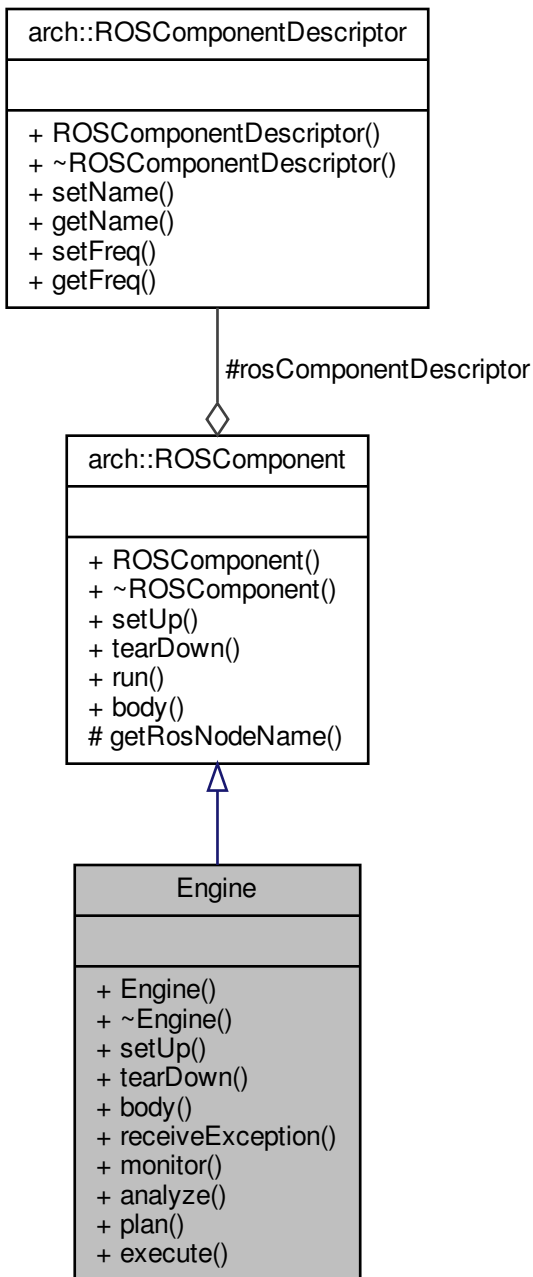 arch::ROSComponentDescriptor
+ ROSComponentDescriptor()
+ ~ROSComponentDescriptor()
+ setName()
+ getName()
+ setFreq()
+ getFreq()
#rosComponentDescriptor
arch::ROSComponent
+ ROSComponent()
+ ~ROSComponent()
+ setUp()
+ tearDown()
+ run()
+ body()
# getRosNodeName()
Engine
+ Engine()
+ ~Engine()
+ setUp()
+ tearDown()
+ body()
+ receiveException()
+ monitor()
+ analyze()
+ plan()
+ execute()